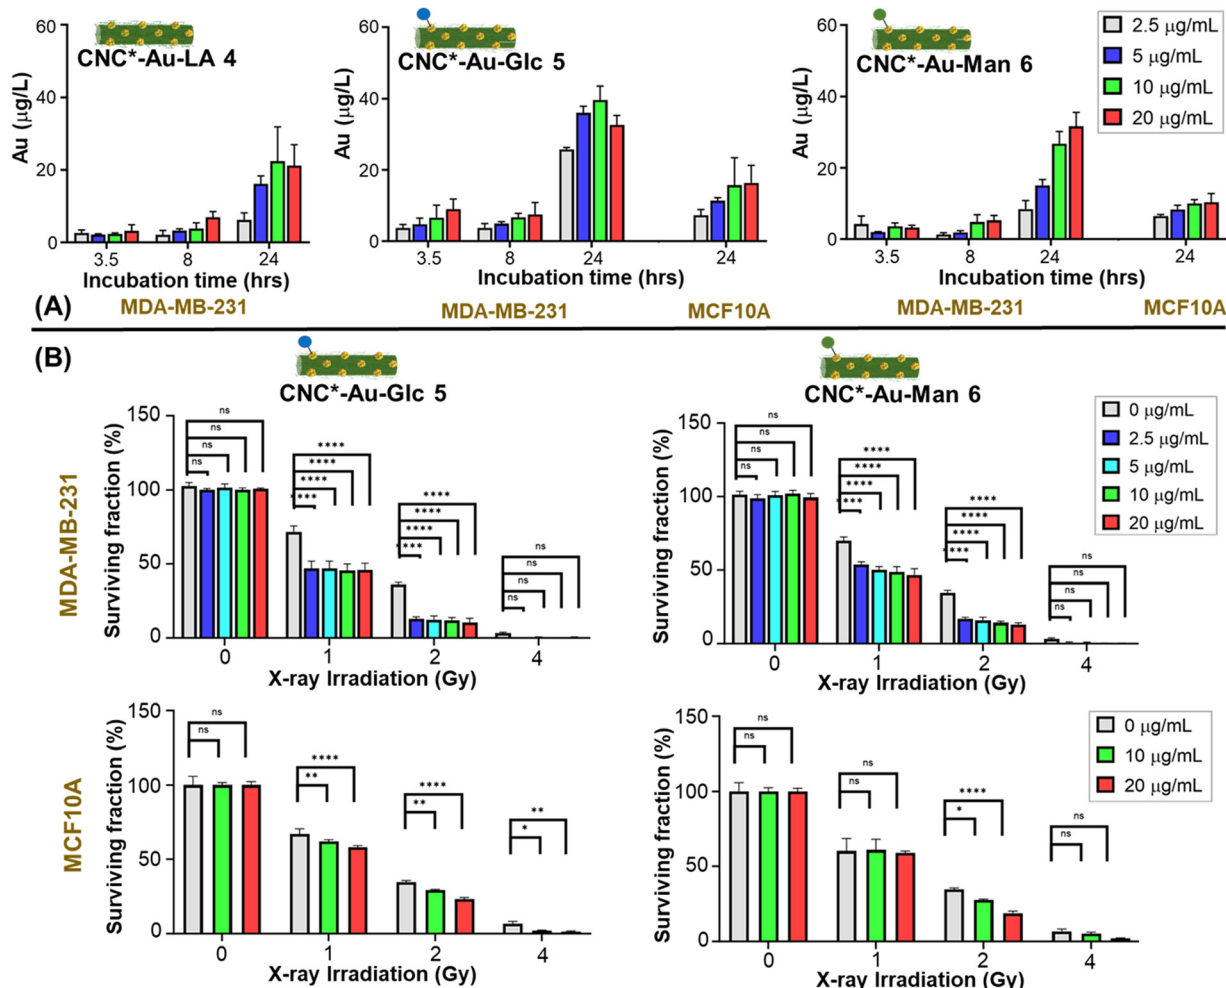 CNC*-Au-LA 4
Au (μg/L)
60
40
20
0
3.5 8 24
Incubation time (hrs)
MDA-MB-231
CNC*-Au-Glc 5
Au (μg/L)
60
40
20
0
3.5 8 24 24
Incubation time (hrs)
MDA-MB-231 MCF10A
CNC*-Au-Man 6
Au (μg/L)
60
40
20
0
3.5 8 24 24
Incubation time (hrs)
MDA-MB-231 MCF10A
2.5 μg/mL
5 μg/mL
10 μg/mL
20 μg/mL
(A)
(B)
CNC*-Au-Glc 5
MDA-MB-231
Surviving fraction (%)
150
100
50
0
ns
ns
ns
ns
****
****
****
****
****
****
****
****
ns
ns
ns
ns
0 1 2 4
X-ray Irradiation (Gy)
CNC*-Au-Man 6
Surviving fraction (%)
150
100
50
0
ns
ns
ns
ns
****
****
****
****
****
****
****
****
ns
ns
ns
ns
0 1 2 4
X-ray Irradiation (Gy)
0 μg/mL
2.5 μg/mL
5 μg/mL
10 μg/mL
20 μg/mL
MCF10A
Surviving fraction (%)
150
100
50
0
ns
ns
****
**
****
**
**
*
0 1 2 4
X-ray Irradiation (Gy)
Surviving fraction (%)
150
100
50
0
ns
ns
ns
ns
****
*
ns
ns
0 1 2 4
X-ray Irradiation (Gy)
0 μg/mL
10 μg/mL
20 μg/mL